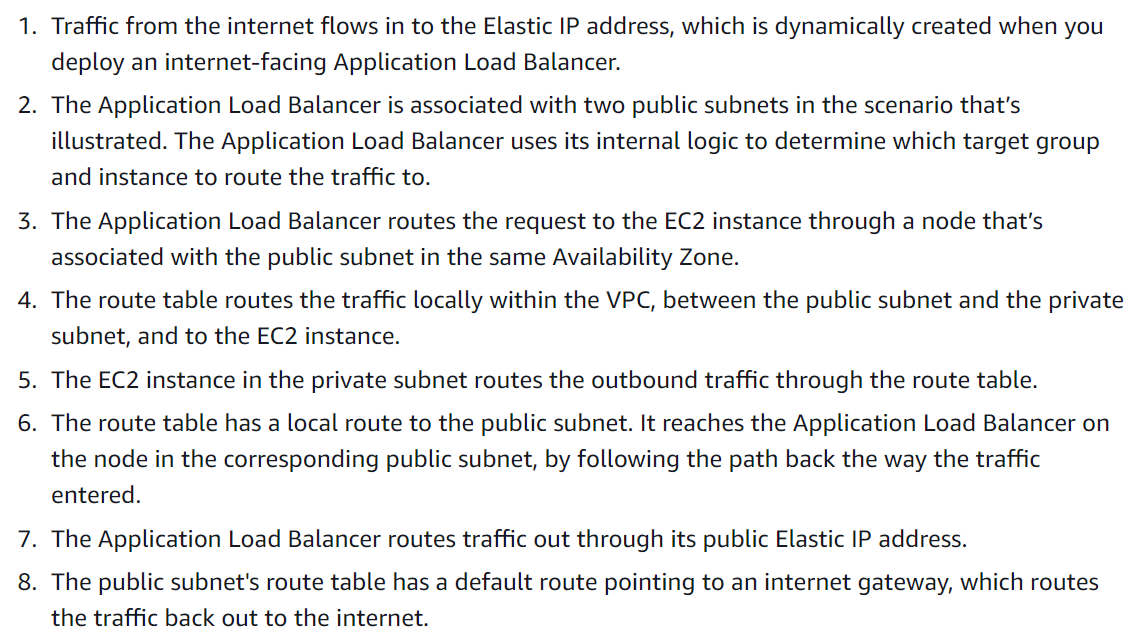 1. Traffic from the internet flows in to the Elastic IP address, which is dynamically created when you
deploy an internet-facing Application Load Balancer.
2. The Application Load Balancer is associated with two public subnets in the scenario that’s
illustrated. The Application Load Balancer uses its internal logic to determine which target group
and instance to route the traffic to.
3. The Application Load Balancer routes the request to the EC2 instance through a node that’s
associated with the public subnet in the same Availability Zone.
4. The route table routes the traffic locally within the VPC, between the public subnet and the private
subnet, and to the EC2 instance.
5. The EC2 instance in the private subnet routes the outbound traffic through the route table.
6. The route table has a local route to the public subnet. It reaches the Application Load Balancer on
the node in the corresponding public subnet, by following the path back the way the traffic
entered.
7. The Application Load Balancer routes traffic out through its public Elastic IP address.
8. The public subnet's route table has a default route pointing to an internet gateway, which routes
the traffic back out to the internet.